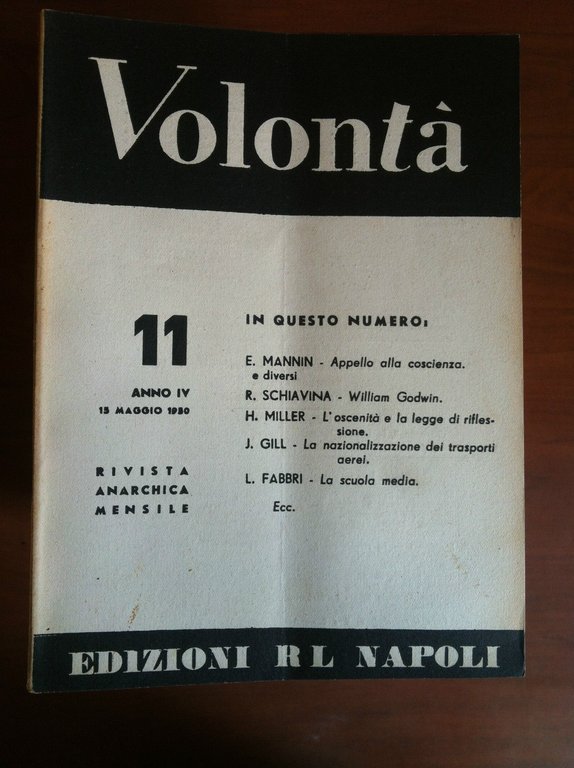 Volontà
11
ANNO IV
15 MAGGIO 1950
RIVISTA
ANARCHICA
MENSILE
IN QUESTO NUMERO:
E. MANNIN - Appello alla coscienza.
e diversi
R. SCHIAVINA - William Godwin.
H. MILLER - L'oscenità e la legge di rifles-
sione.
J. GILL - La nazionalizzazione dei trasporti
aerei.
L. FABBRI - La scuola media.
Ecc.
EDIZIONI RL NAPOLI